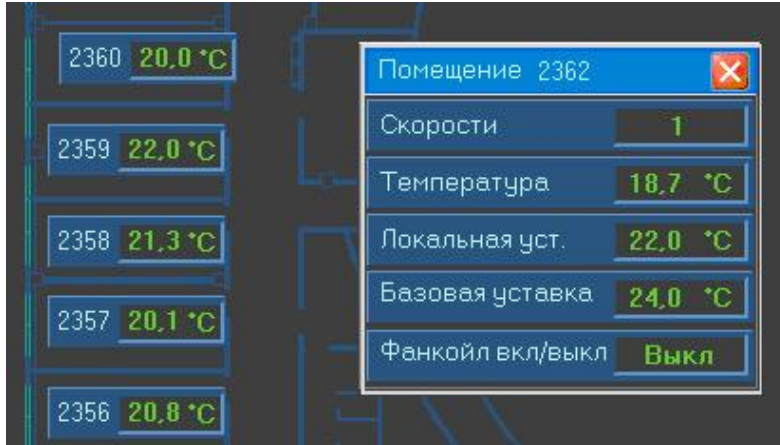 2360 20,0 °C
2359 22,0 °C
2358 21,3 °C
2357 20,1 °C
2356 20,8 °C
Помещение 2362
Скорости 1
Температура 18,7 °C
Локальная уст. 22,0 °C
Базовая уставка 24,0 °C
Фанкойл вкл/выкл Выкл